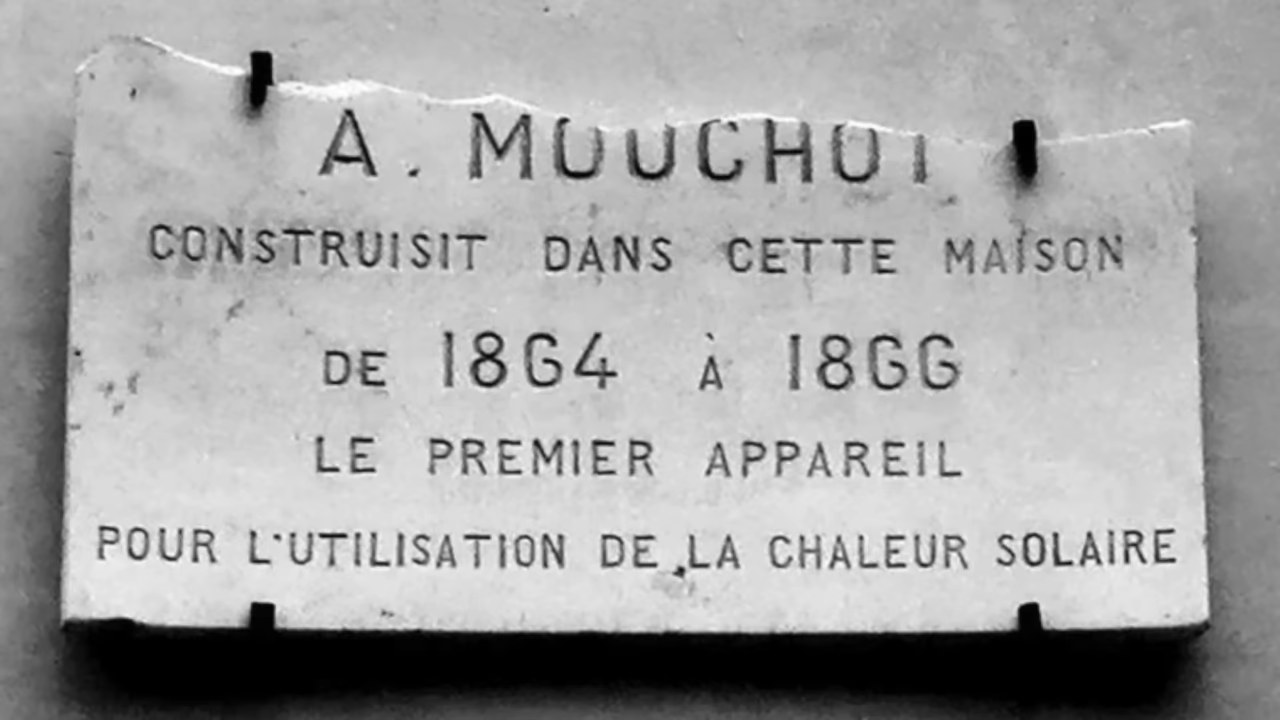 A. MOUCHOT
CONSTRUISIT DANS CETTE MAISON
DE 1864 À 1866
LE PREMIER APPAREIL
POUR L'UTILISATION DE LA CHALEUR SOLAIRE